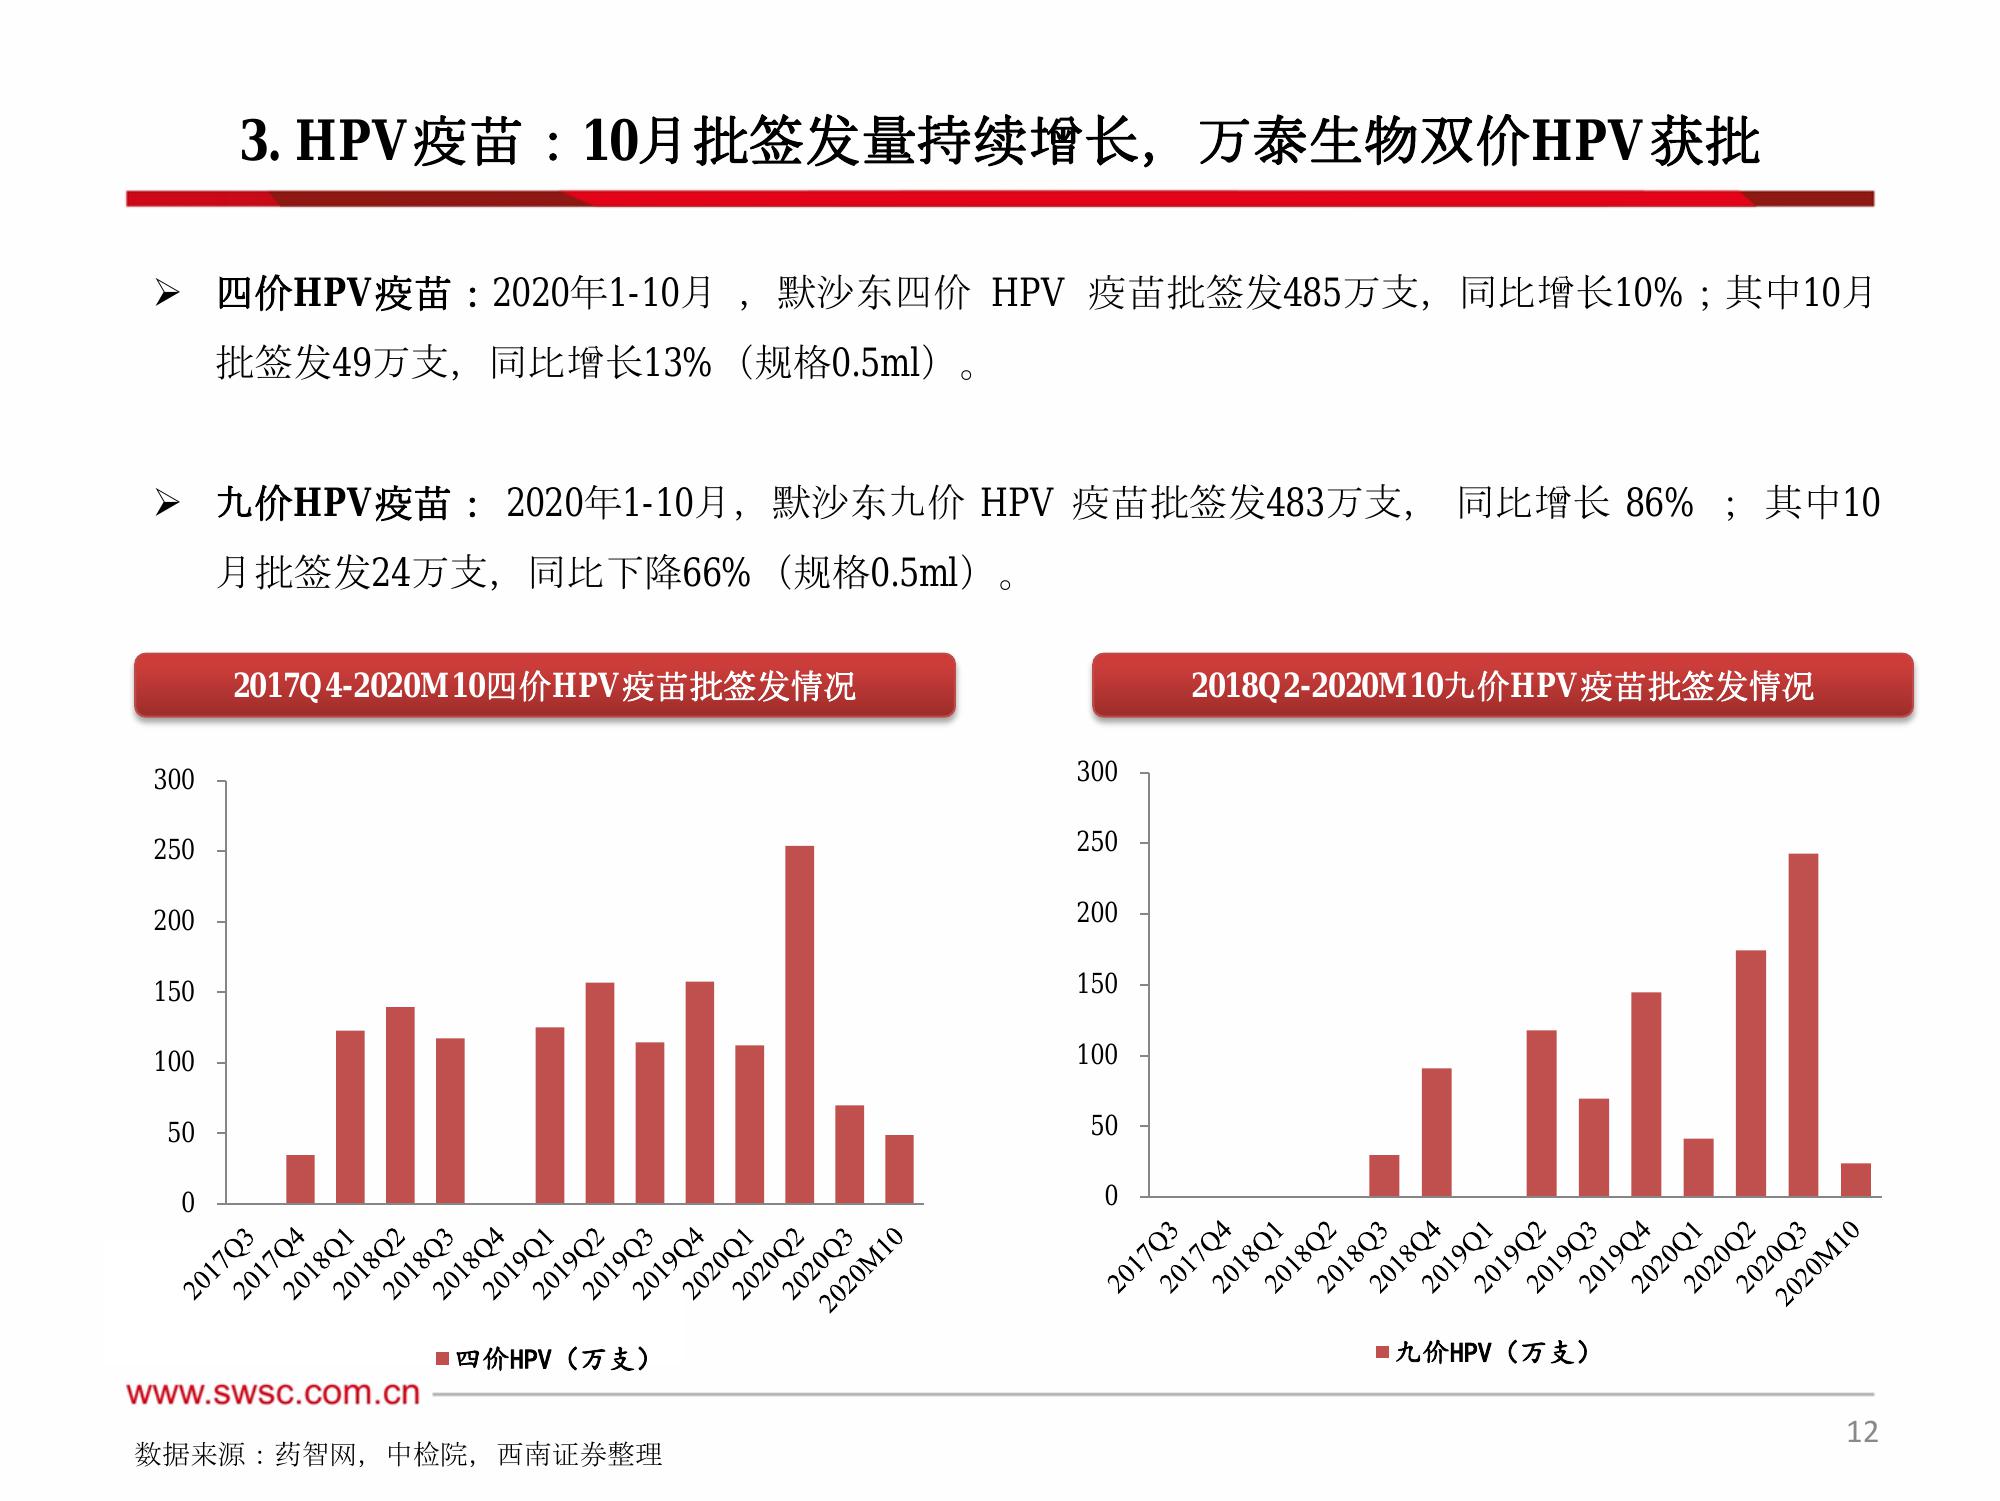 3. HPV疫苗：10月批签发量持续增长，万泰生物双价HPV获批
➢ 四价HPV疫苗：2020年1-10月 ，默沙东四价 HPV 疫苗批签发485万支，同比增长10%；其中10月
批签发49万支，同比增长13%（规格0.5ml）。
➢ 九价HPV疫苗： 2020年1-10月，默沙东九价 HPV 疫苗批签发483万支， 同比增长 86% ； 其中10
月批签发24万支，同比下降66%（规格0.5ml）。
2017Q4-2020M10四价HPV疫苗批签发情况
300
250
200
150
100
50
0
2017Q3 2017Q4 2018Q1 2018Q2 2018Q3 2018Q4 2019Q1 2019Q2 2019Q3 2019Q4 2020Q1 2020Q2 2020Q3 2020M10
四价HPV（万支）
2018Q2-2020M10九价HPV疫苗批签发情况
300
250
200
150
100
50
0
2017Q3 2017Q4 2018Q1 2018Q2 2018Q3 2018Q4 2019Q1 2019Q2 2019Q3 2019Q4 2020Q1 2020Q2 2020Q3 2020M10
九价HPV（万支）
www.swsc.com.cn
12
数据来源：药智网，中检院，西南证券整理